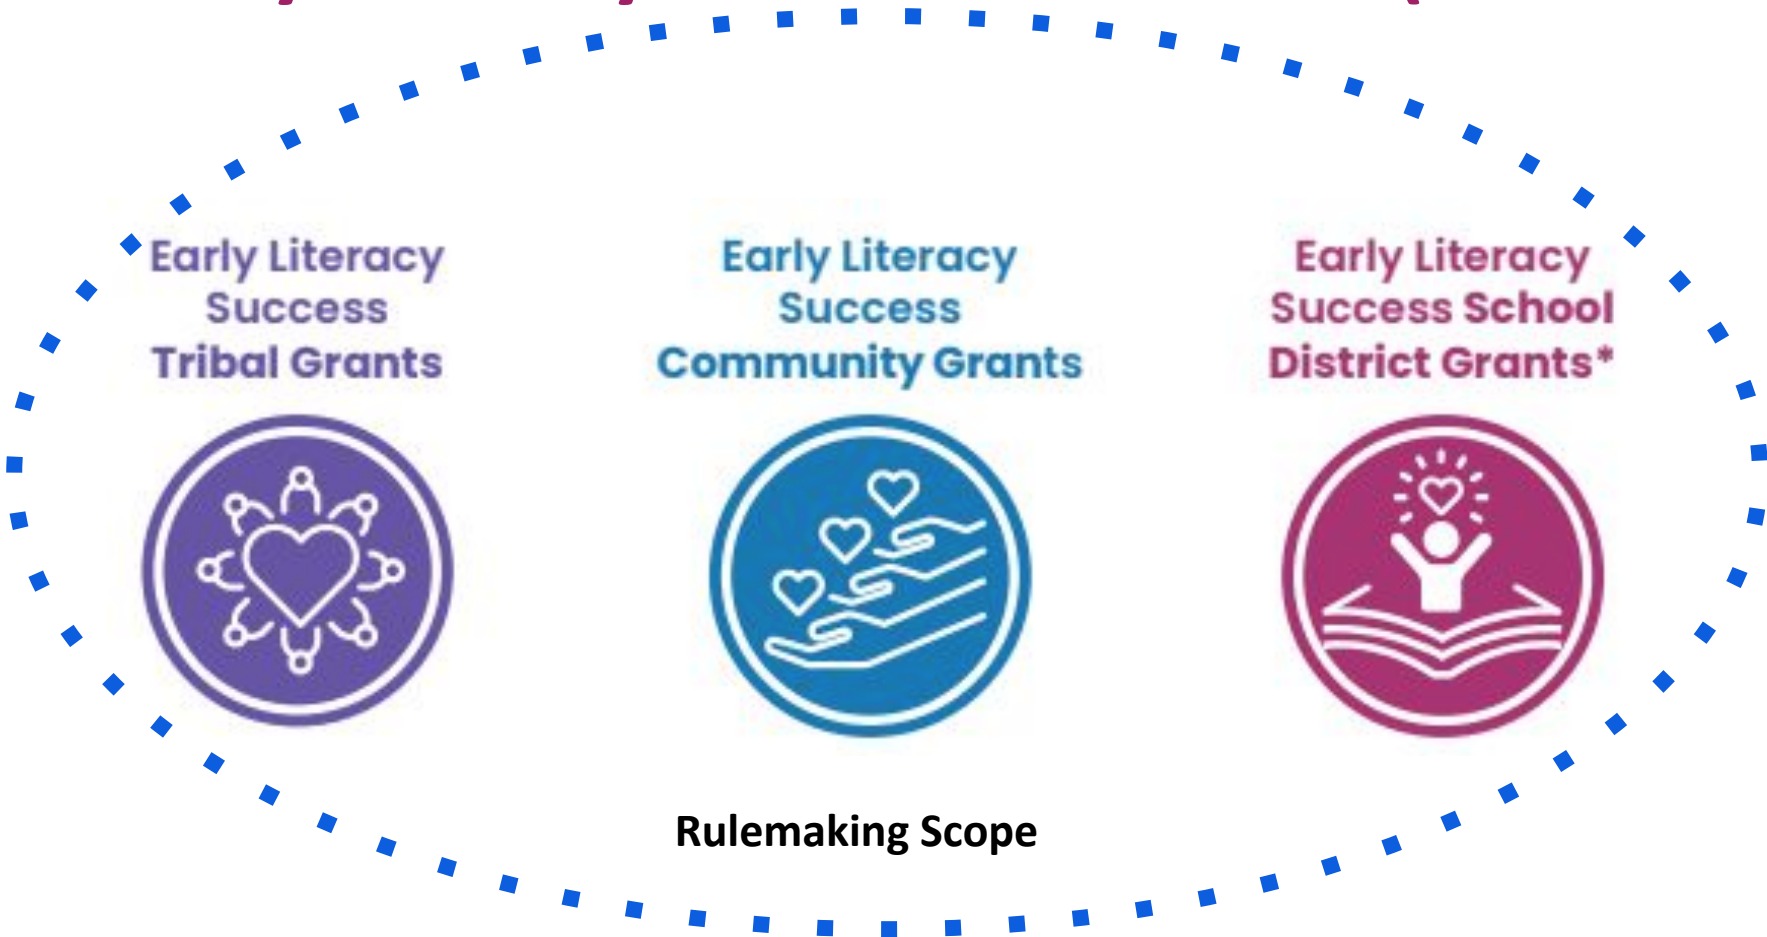 Early Literacy
Success
Tribal Grants
Early Literacy
Success
Community Grants
Early Literacy
Success School
District Grants*
Rulemaking Scope